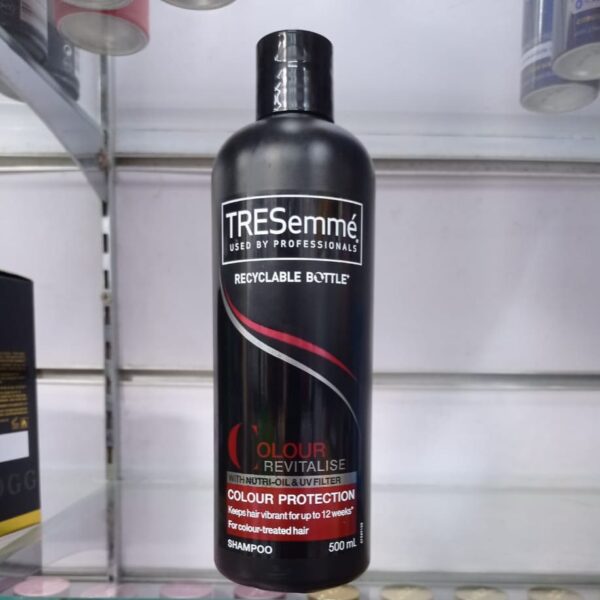 TRESemmé
USED BY PROFESSIONALS
RECYCLABLE BOTTLE*
COLOUR
REVITALISE
WITH NUTRI-OIL & UV FILTER
COLOUR PROTECTION
Keeps hair vibrant for up to 12 weeks*
For colour-treated hair
SHAMPOO 500 mL